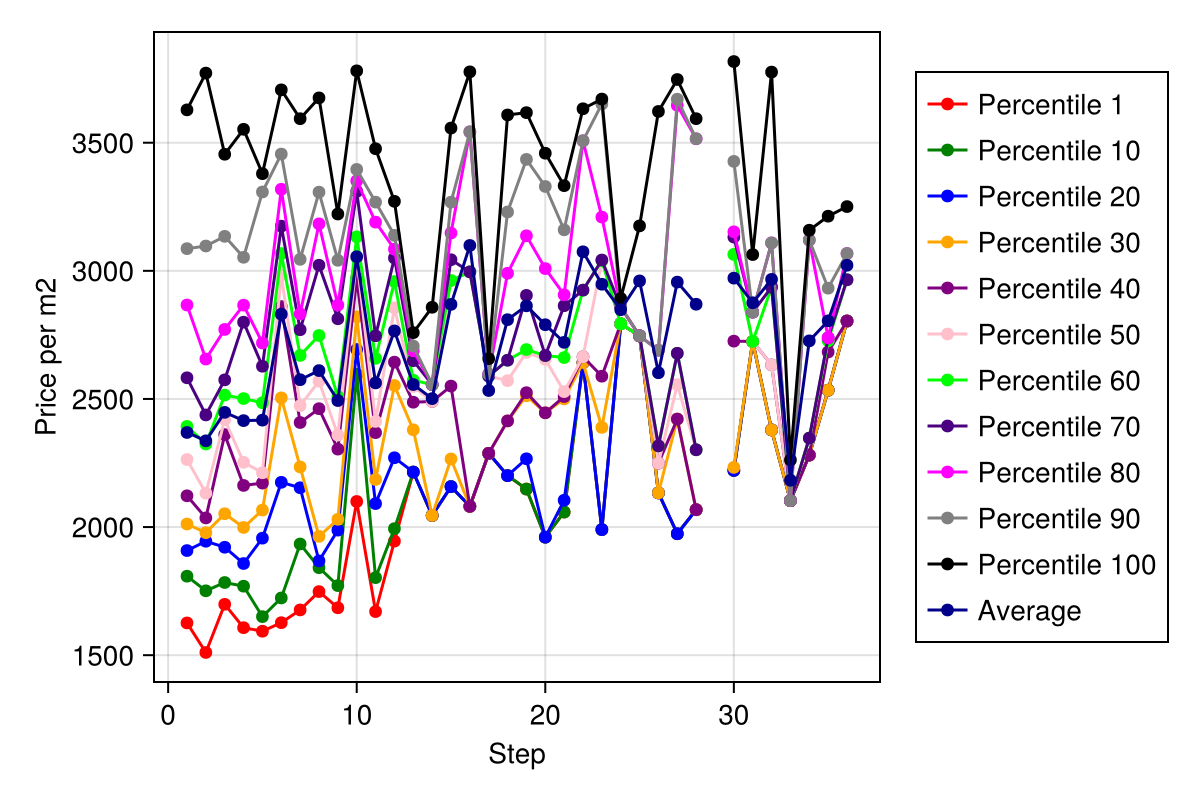 3500
3000
2500
2000
1500
Price per m2
0
10
20
30
Step
Percentile 1
Percentile 10
Percentile 20
Percentile 30
Percentile 40
Percentile 50
Percentile 60
Percentile 70
Percentile 80
Percentile 90
Percentile 100
Average